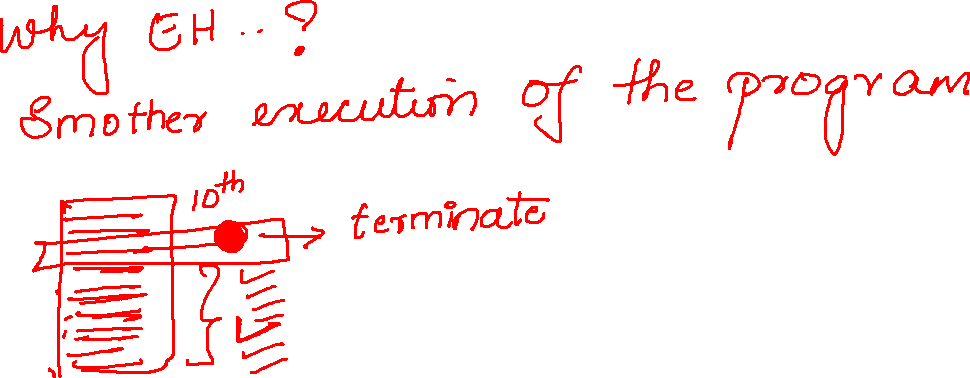 Why EH ..?
Smother execution of the program
10th
terminate